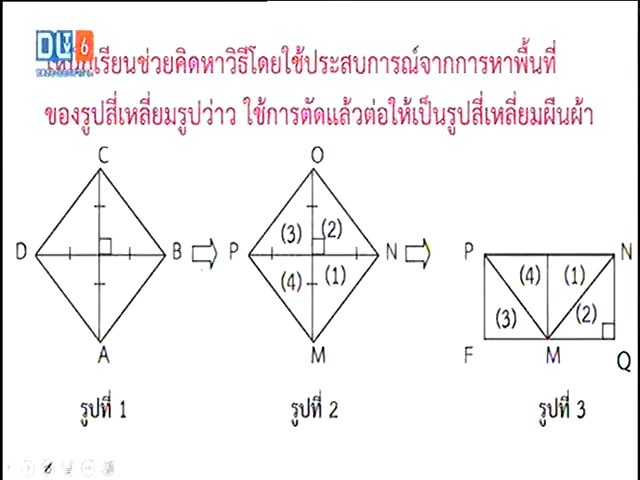 DLTV 6
ให้นักเรียนช่วยคิดหาวิธีโดยใช้ประสบการณ์จากการหาพื้นที่
ของรูปสี่เหลี่ยมรูปว่าว ใช้การตัดแล้วต่อให้เป็นรูปสี่เหลี่ยมผืนผ้า
C
O
(3) (2)
D B P N P N
(4) (1) (4) (1)
(3) (2)
A M F M Q
รูปที่ 1 รูปที่ 2 รูปที่ 3